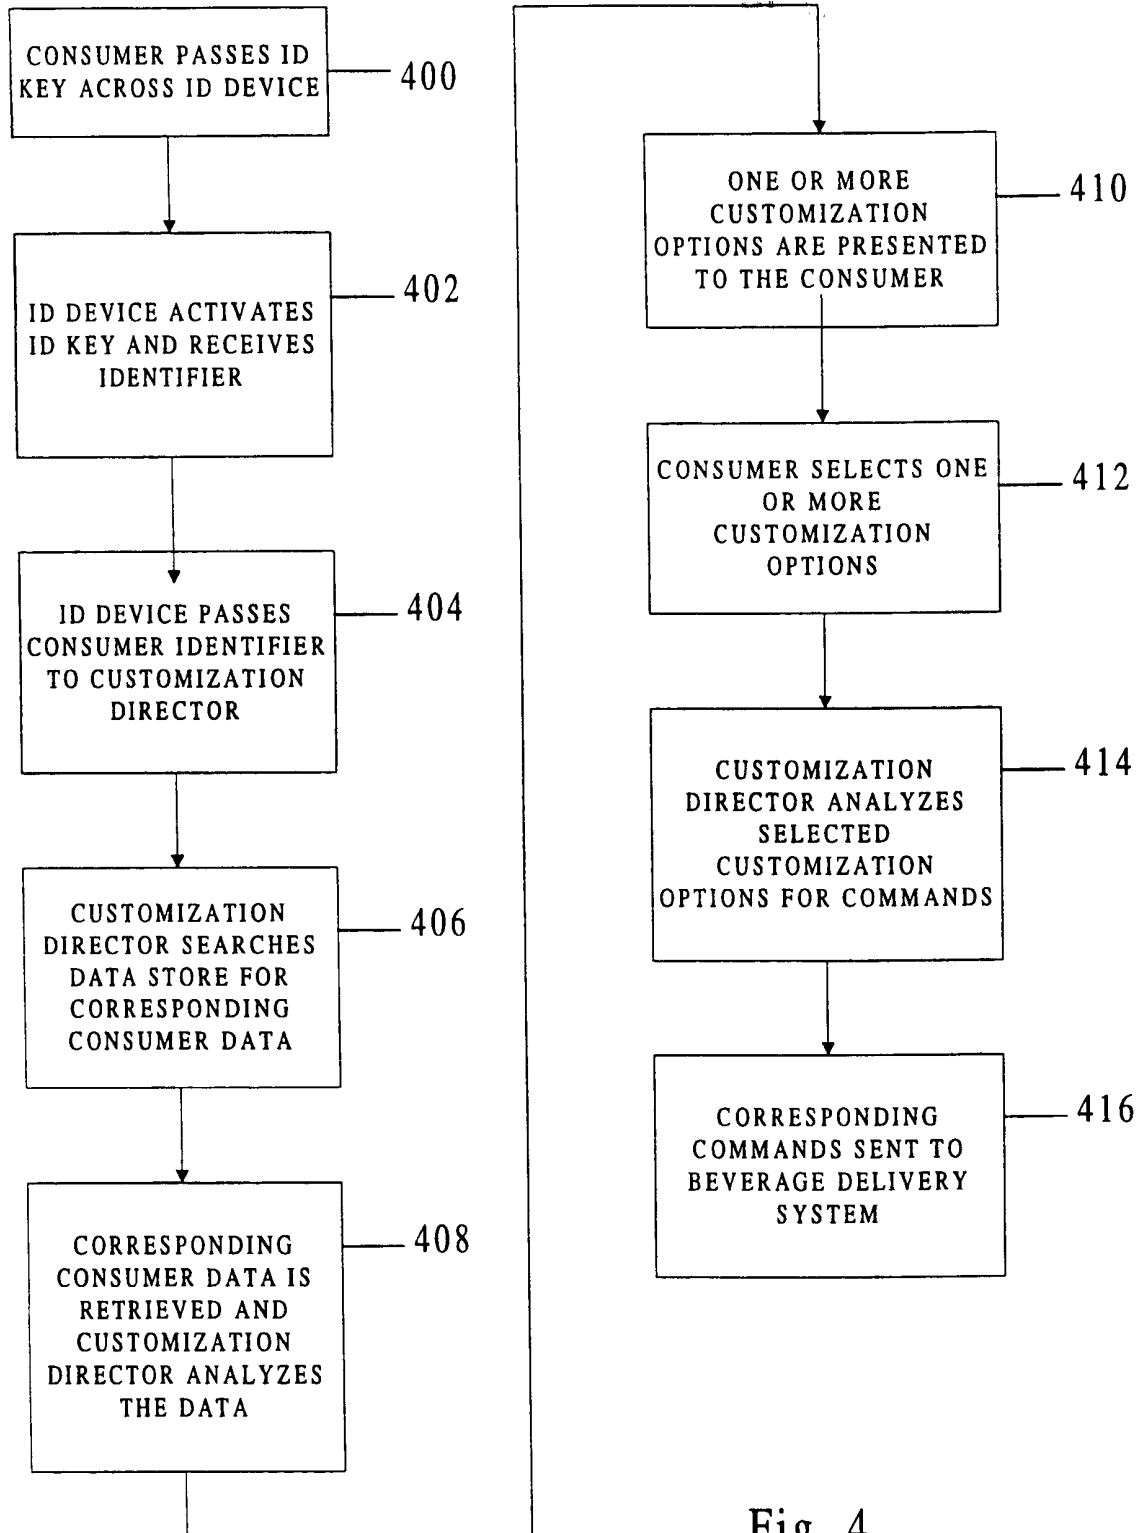 CONSUMER PASSES ID
KEY ACROSS ID DEVICE
400
ID DEVICE ACTIVATES
ID KEY AND RECEIVES
IDENTIFIER
402
ID DEVICE PASSES
CONSUMER IDENTIFIER
TO CUSTOMIZATION
DIRECTOR
404
CUSTOMIZATION
DIRECTOR SEARCHES
DATA STORE FOR
CORRESPONDING
CONSUMER DATA
406
CORRESPONDING
CONSUMER DATA IS
RETRIEVED AND
CUSTOMIZATION
DIRECTOR ANALYZES
THE DATA
408
ONE OR MORE
CUSTOMIZATION
OPTIONS ARE PRESENTED
TO THE CONSUMER
410
CONSUMER SELECTS ONE
OR MORE
CUSTOMIZATION
OPTIONS
412
CUSTOMIZATION
DIRECTOR ANALYZES
SELECTED
CUSTOMIZATION
OPTIONS FOR COMMANDS
414
CORRESPONDING
COMMANDS SENT TO
BEVERAGE DELIVERY
SYSTEM
416
Fig. 4